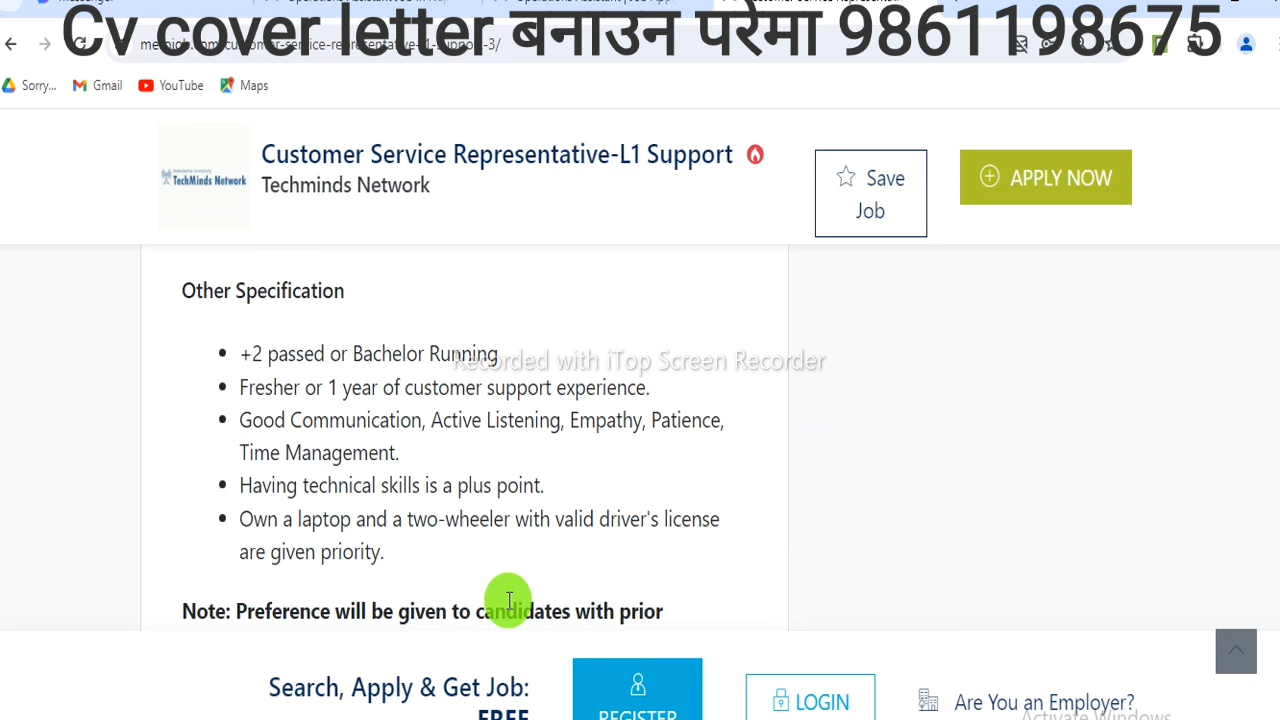 Cv cover letter बनाउन परेमा 9861198675
Sorry... Gmail YouTube Maps
TechMinds Network
Customer Service Representative-L1 Support
Techminds Network
Save Job
APPLY NOW
Other Specification
+2 passed or Bachelor Running
Recorded with iTop Screen Recorder
Fresher or 1 year of customer support experience.
Good Communication, Active Listening, Empathy, Patience,
Time Management.
Having technical skills is a plus point.
Own a laptop and a two-wheeler with valid driver's license
are given priority.
Note: Preference will be given to candidates with prior
Search, Apply & Get Job:
FREE
REGISTER
LOGIN
Are You an Employer?
Activate Windows